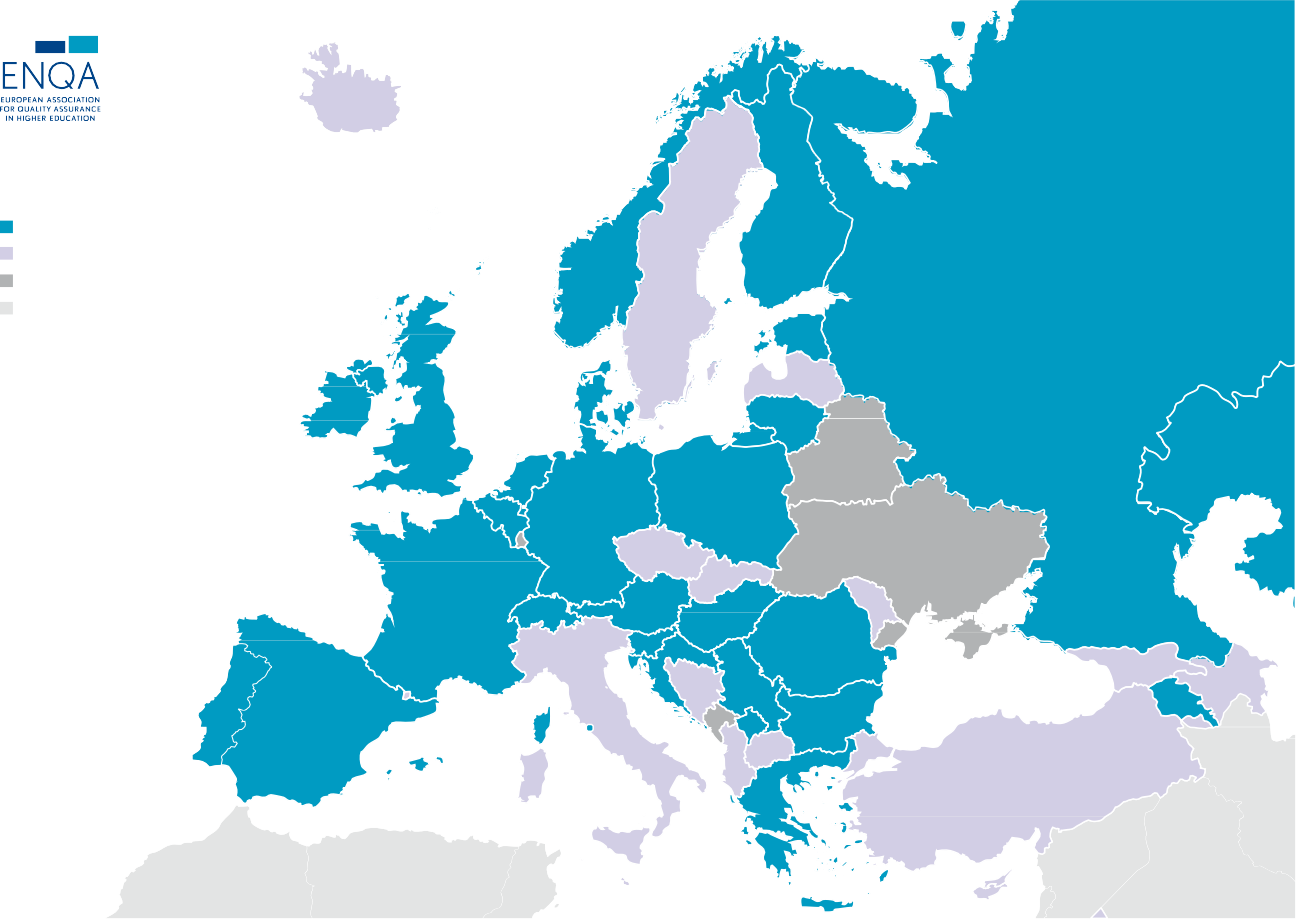 ENQA
EUROPEAN ASSOCIATION
FOR QUALITY ASSURANCE
IN HIGHER EDUCATION